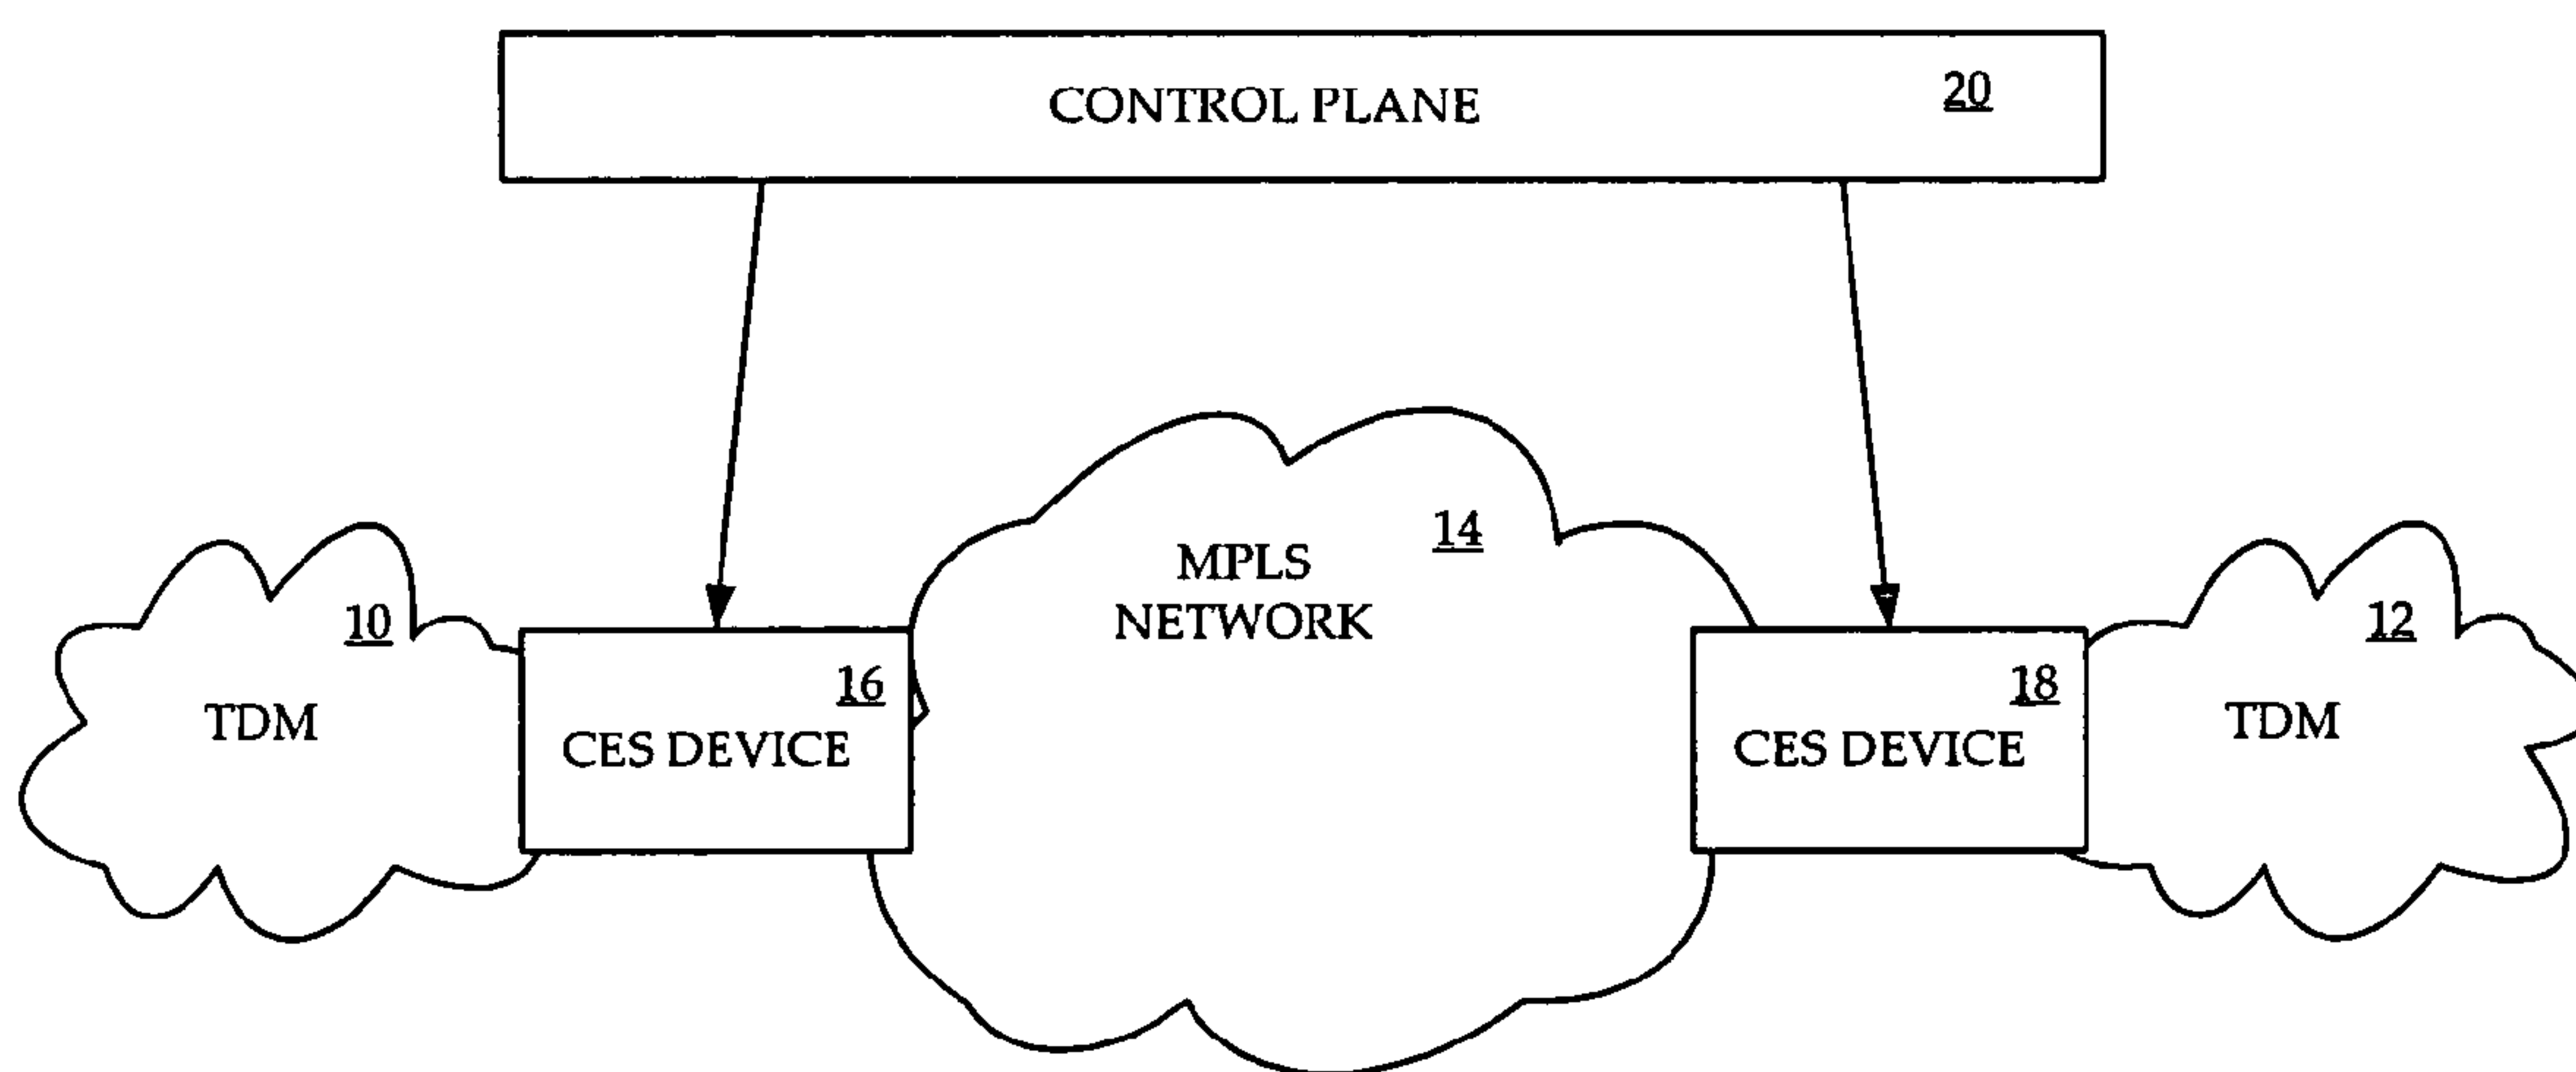 CONTROL PLANE
20
14
MPLS
NETWORK
10
TDM
16
CES DEVICE
18
CES DEVICE
12
TDM